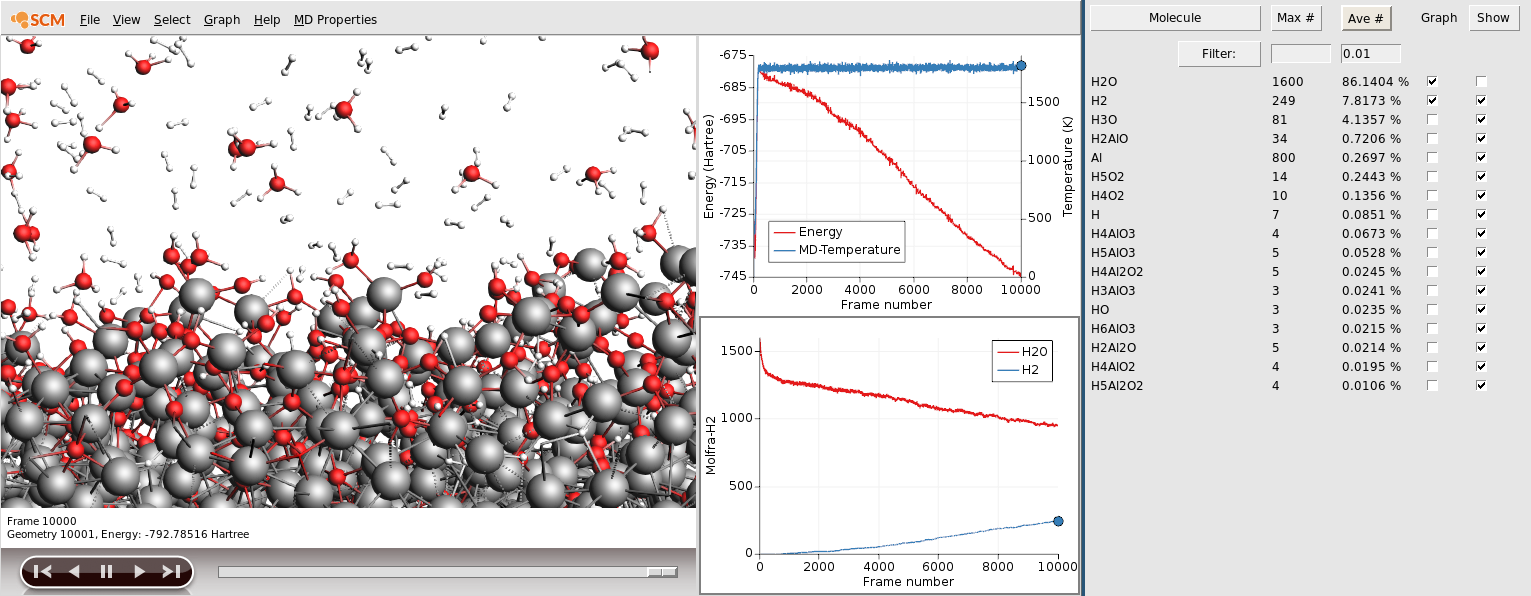 SCM File View Select Graph Help MD Properties
Frame 10000
Geometry 10001, Energy: -792.78516 Hartree
-675
-685
-695
-705
-715
-725
-735
-745
Energy (Hartree)
1500
1000
500
0
Temperature (K)
Energy
MD-Temperature
0 2000 4000 6000 8000 10000
Frame number
1500
1000
500
0
Molfra-H2
H2O
H2
0 2000 4000 6000 8000 10000
Frame number
Molecule Max # Ave # Graph Show
Filter: 0.01
H2O 1600 86.1404 %
H2 249 7.8173 %
H3O 81 4.1357 %
H2AlO 34 0.7206 %
Al 800 0.2697 %
H5O2 14 0.2443 %
H4O2 10 0.1356 %
H 7 0.0851 %
H4AlO3 4 0.0673 %
H5AlO3 5 0.0528 %
H4Al2O2 5 0.0245 %
H3AlO3 3 0.0241 %
HO 3 0.0235 %
H6AlO3 3 0.0215 %
H2Al2O 5 0.0214 %
H4AlO2 4 0.0195 %
H5Al2O2 4 0.0106 %